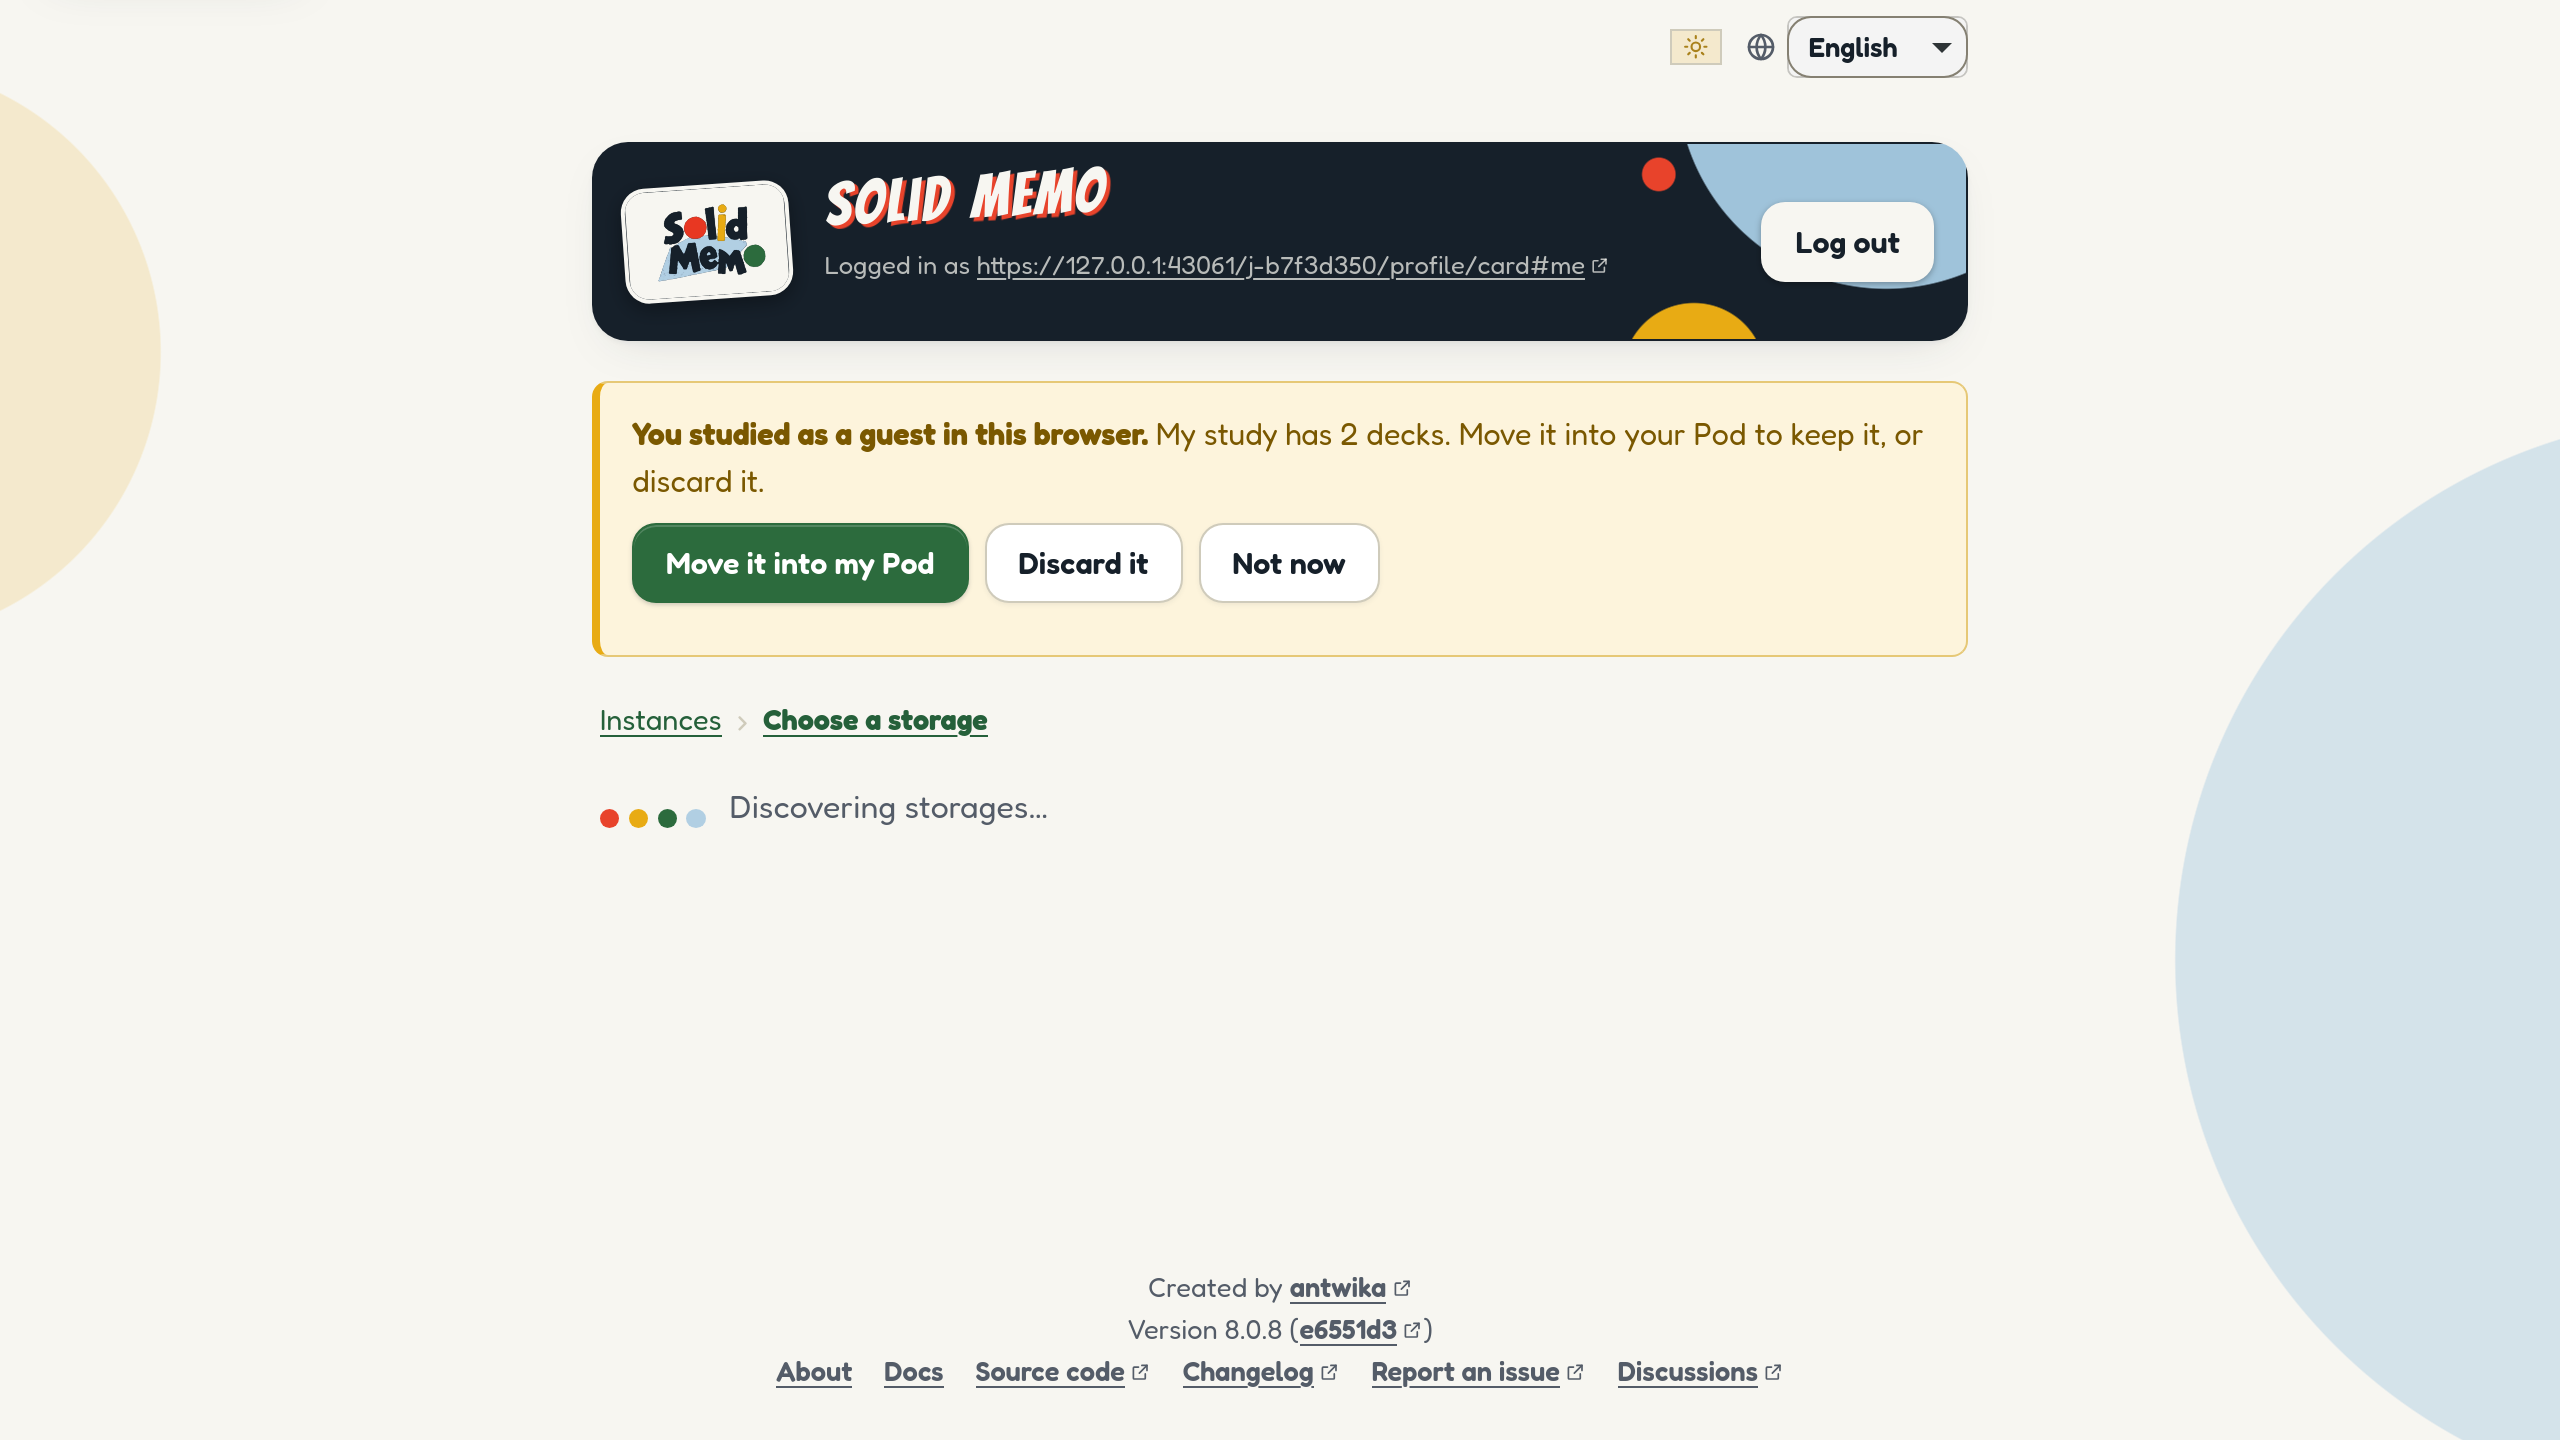 English
Solid
Memo
SOLID MEMO
Logged in as https://127.0.0.1:43061/j-b7f3d350/profile/card#me
Log out
You studied as a guest in this browser. My study has 2 decks. Move it into your Pod to keep it, or
discard it.
Move it into my Pod
Discard it
Not now
Instances › Choose a storage
Discovering storages...
Created by antwika
Version 8.0.8 (e6551d3)
About Docs Source code Changelog Report an issue Discussions